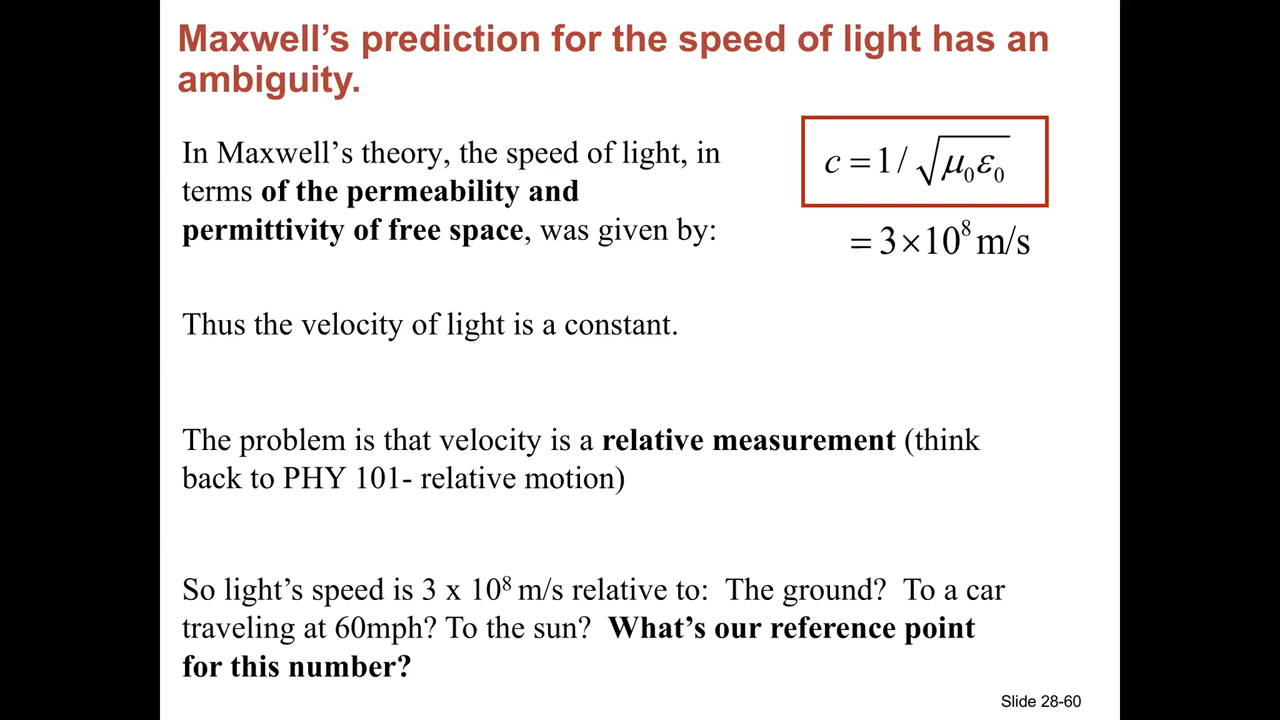 Maxwell’s prediction for the speed of light has an
ambiguity.
In Maxwell’s theory, the speed of light, in
terms of the permeability and
permittivity of free space, was given by:
c = 1/√μ₀ε₀
= 3×10⁸ m/s
Thus the velocity of light is a constant.
The problem is that velocity is a relative measurement (think
back to PHY 101- relative motion)
So light’s speed is 3 x 10⁸ m/s relative to: The ground? To a car
traveling at 60mph? To the sun? What’s our reference point
for this number?
Slide 28-60